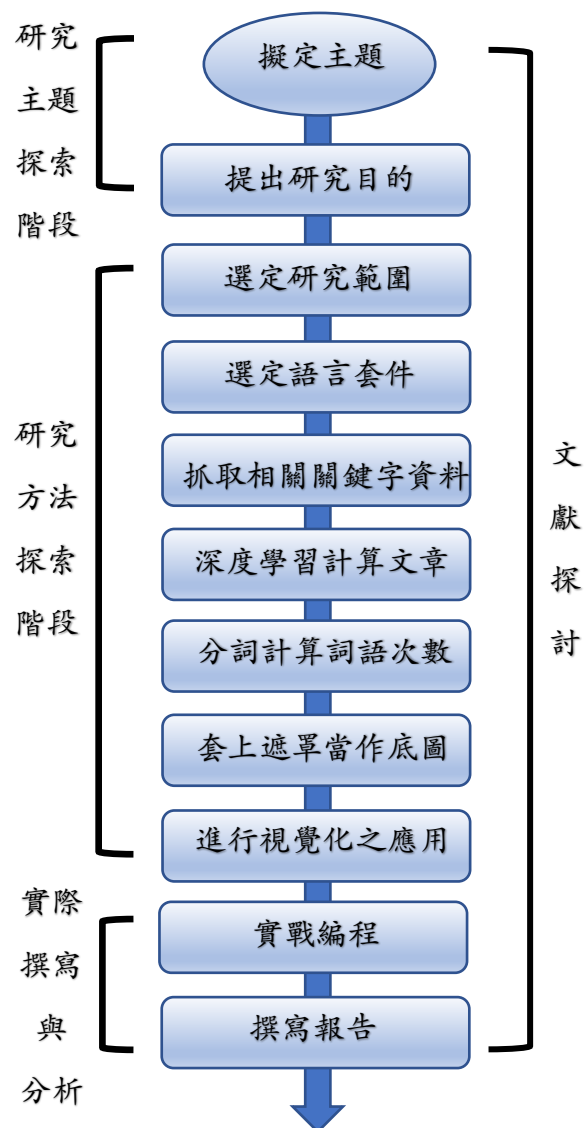 研究
主題
探索
階段
擬定主題
提出研究目的
研究
方法
探索
階段
選定研究範圍
選定語言套件
抓取相關關鍵字資料
深度學習計算文章
分詞計算詞語次數
套上遮罩當作底圖
進行視覺化之應用
實際
撰寫
與
分析
實戰編程
撰寫報告
文
獻
探
討